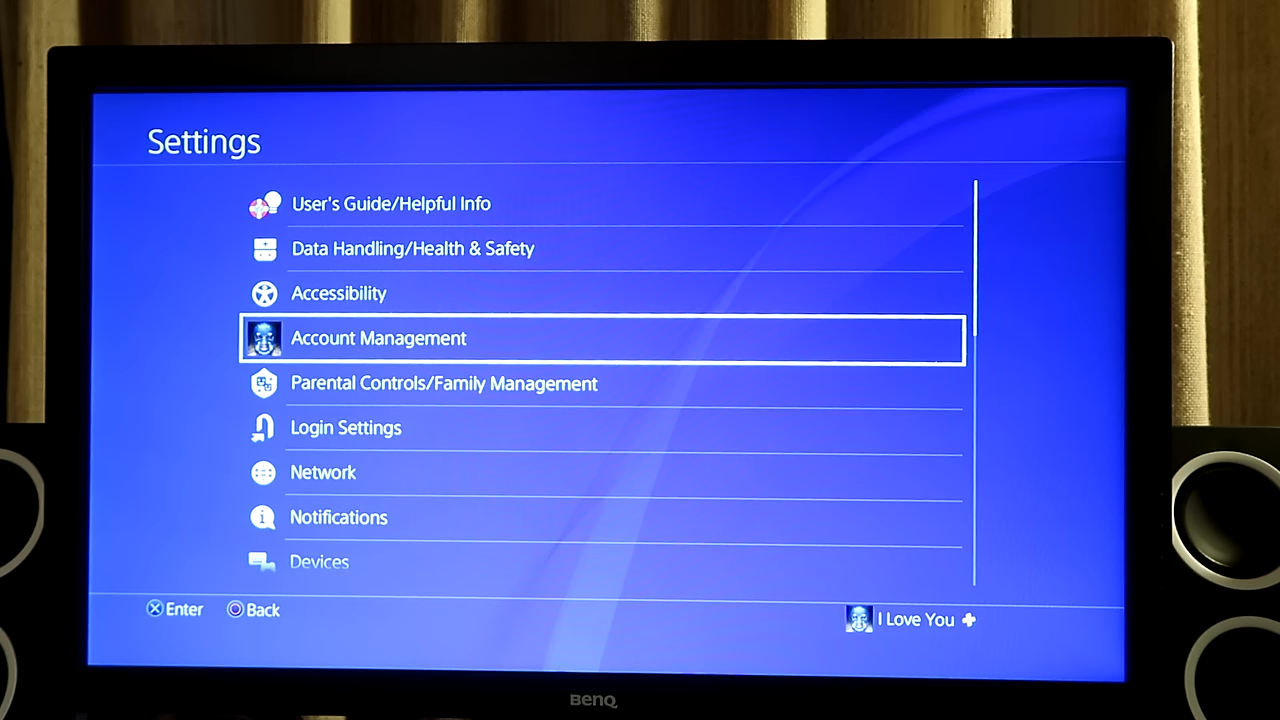 Settings
User's Guide/Helpful Info
Data Handling/Health & Safety
Accessibility
Account Management
Parental Controls/Family Management
Login Settings
Network
Notifications
Devices
Enter Back
I Love You
BenQ